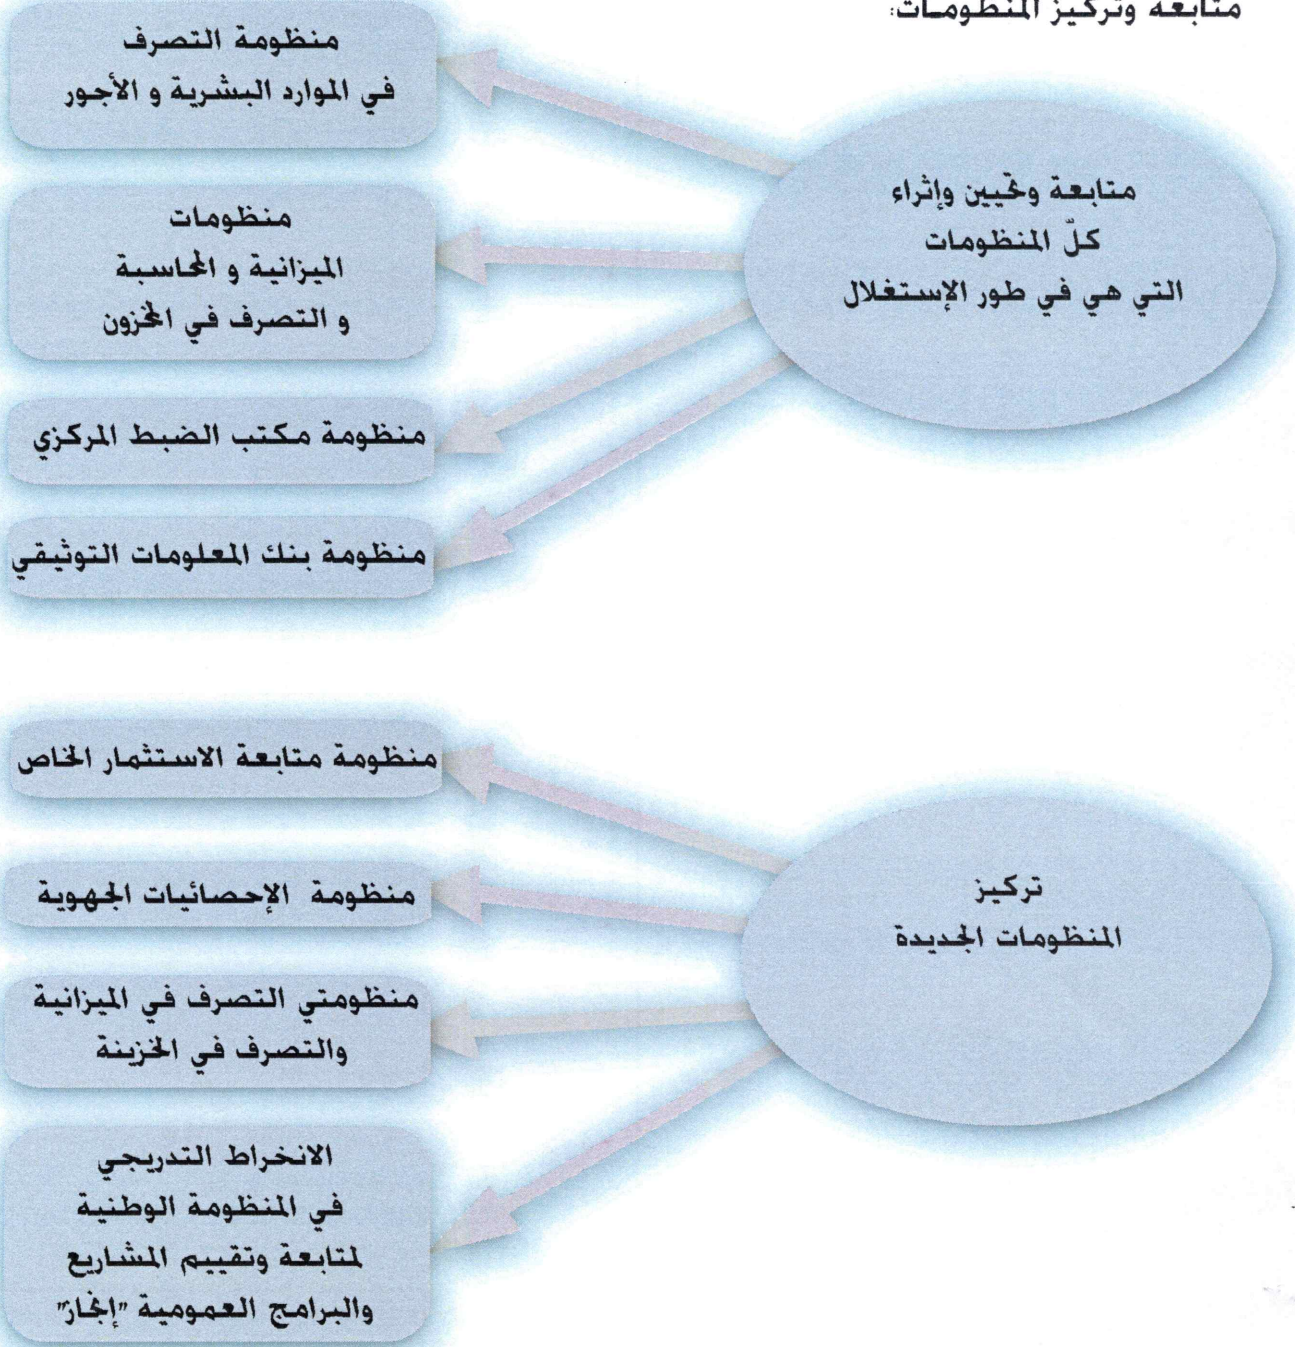 متابعة وتركيز المنظومات:
متابعة وتحيين وإثراء
كلّ المنظومات
التي هي في طور الإستغلال
منظومة التصرف
في الموارد البشرية و الأجور
منظومات
الميزانية و المحاسبة
و التصرف في المخزون
منظومة مكتب الضبط المركزي
منظومة بنك المعلومات التوثيقي
تركيز
المنظومات الجديدة
منظومة متابعة الاستثمار الخاص
منظومة الإحصائيات الجهوية
منظومتي التصرف في الميزانية
والتصرف في الخزينة
الانخراط التدريجي
في المنظومة الوطنية
لمتابعة وتقييم المشاريع
والبرامج العمومية "إنجاز"